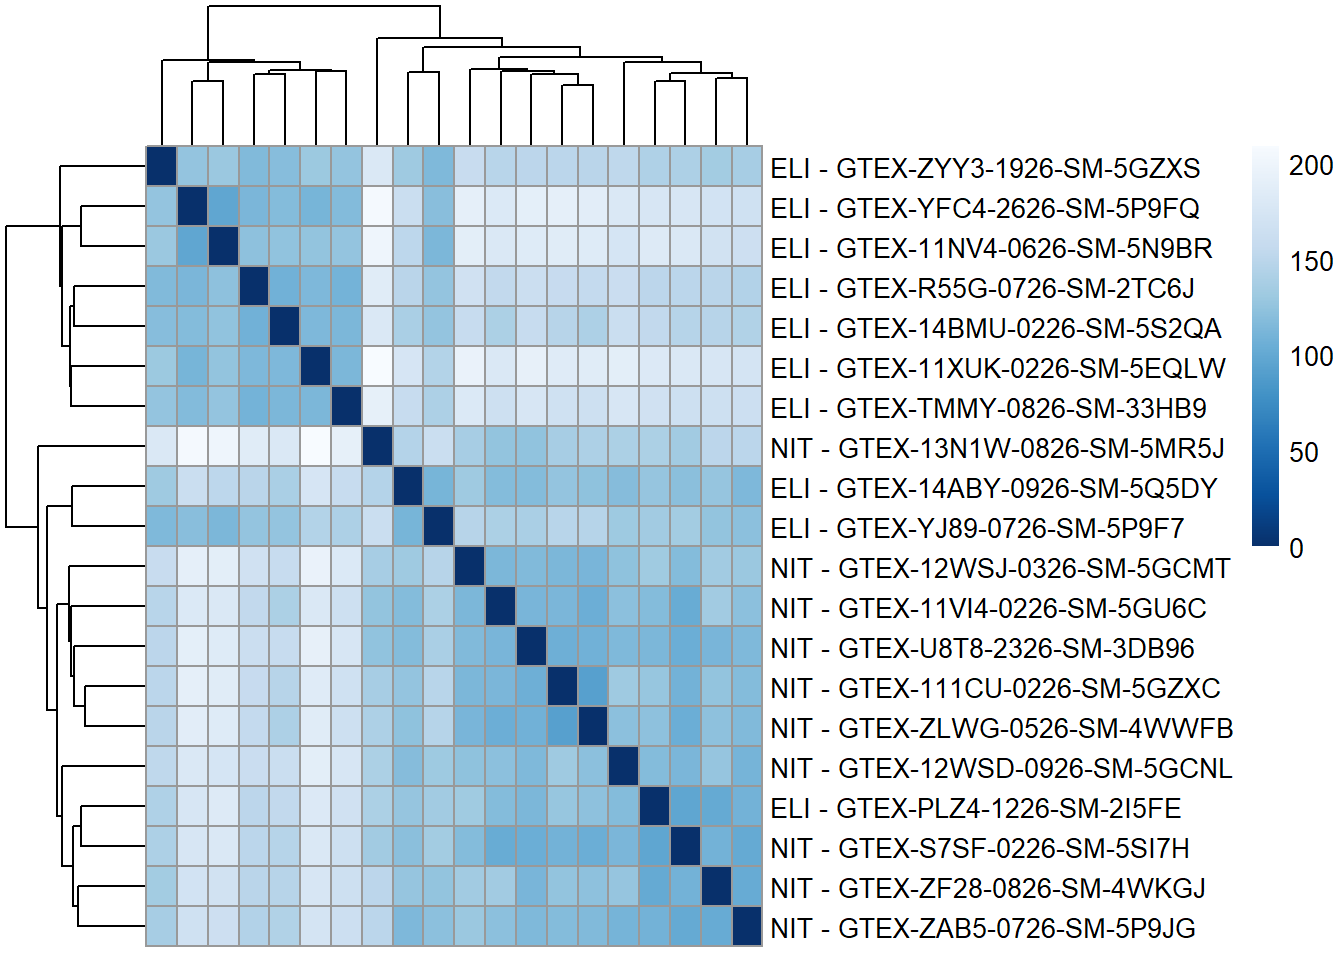 ELI - GTEX-ZYY3-1926-SM-5GZXS
ELI - GTEX-YFC4-2626-SM-5P9FQ
ELI - GTEX-11NV4-0626-SM-5N9BR
ELI - GTEX-R55G-0726-SM-2TC6J
ELI - GTEX-14BMU-0226-SM-5S2QA
ELI - GTEX-11XUK-0226-SM-5EQLW
ELI - GTEX-TMMY-0826-SM-33HB9
NIT - GTEX-13N1W-0826-SM-5MR5J
ELI - GTEX-14ABY-0926-SM-5Q5DY
ELI - GTEX-YJ89-0726-SM-5P9F7
NIT - GTEX-12WSJ-0326-SM-5GCMT
NIT - GTEX-11VI4-0226-SM-5GU6C
NIT - GTEX-U8T8-2326-SM-3DB96
NIT - GTEX-111CU-0226-SM-5GZXC
NIT - GTEX-ZLWG-0526-SM-4WWFB
NIT - GTEX-12WSD-0926-SM-5GCNL
ELI - GTEX-PLZ4-1226-SM-2I5FE
NIT - GTEX-S7SF-0226-SM-5SI7H
NIT - GTEX-ZF28-0826-SM-4WKGJ
NIT - GTEX-ZAB5-0726-SM-5P9JG
200
150
100
50
0